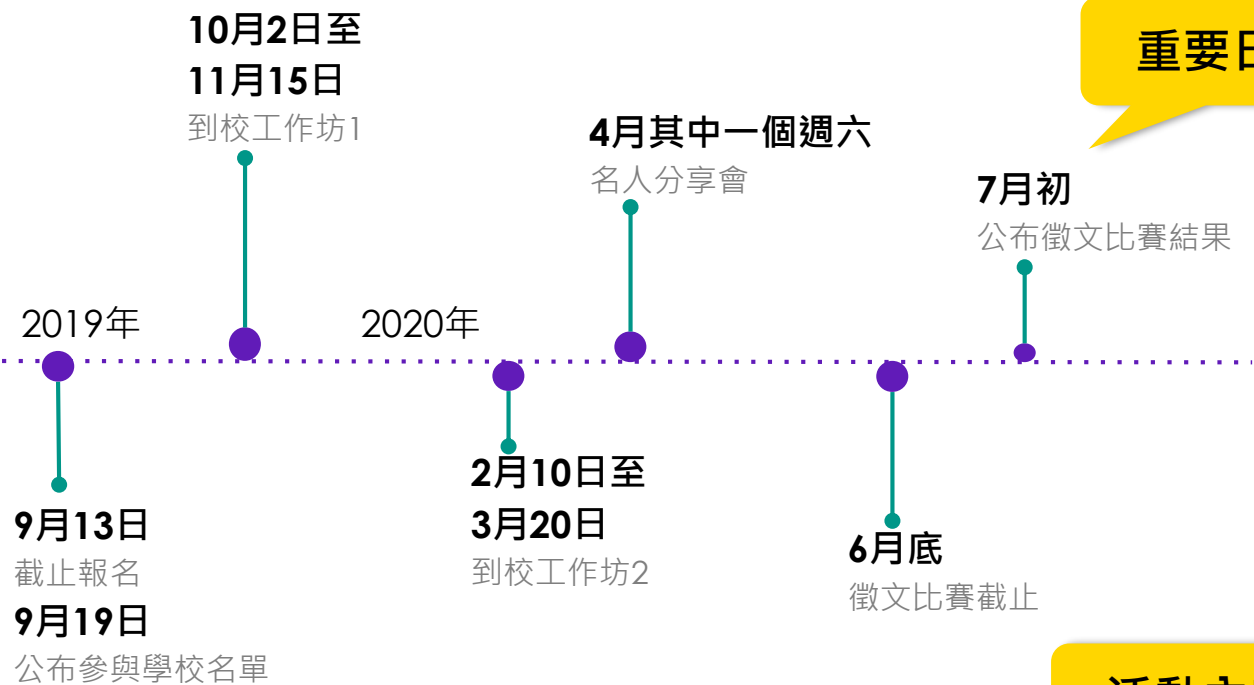 重要日
10月2日至
11月15日
到校工作坊1
4月其中一個週六
名人分享會
7月初
公布徵文比賽結果
2019年
2020年
9月13日
截止報名
9月19日
公布參與學校名單
2月10日至
3月20日
到校工作坊2
6月底
徵文比賽截止